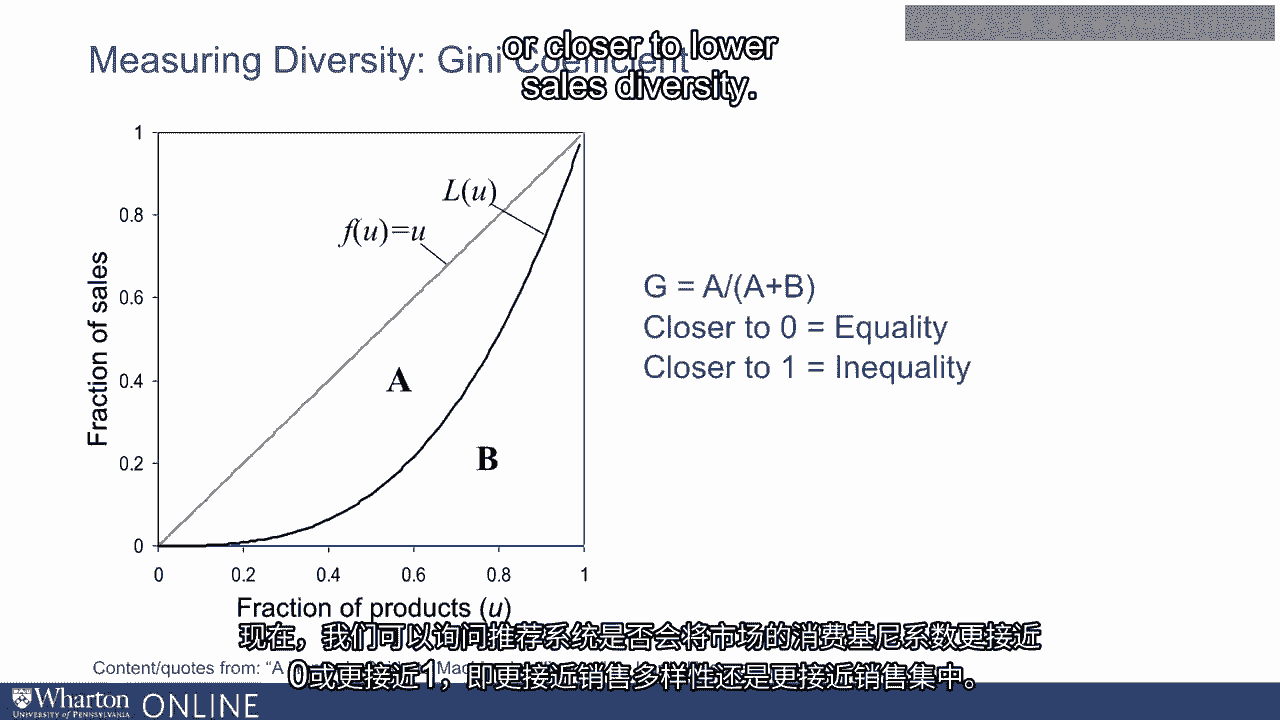 Measuring Diversity: Gini Coefficient
or closer to lower
sales diversity.
1
0.8
0.6
0.4
0.2
0
Fraction of sales
L(u)
f(u)=u
A
B
0 0.2 0.4 0.6 0.8 1
Fraction of products (u)
G = A/(A+B)
Closer to 0 = Equality
Closer to 1 = Inequality
现在，我们可以询问推荐系统是否会将市场的消费基尼系数更接近
0或更接近1，即更接近销售多样性还是更接近销售集中。
Content/quotes from: “A
Wharton ONLINE
UNIVERSITY of PENNSYLVANIA